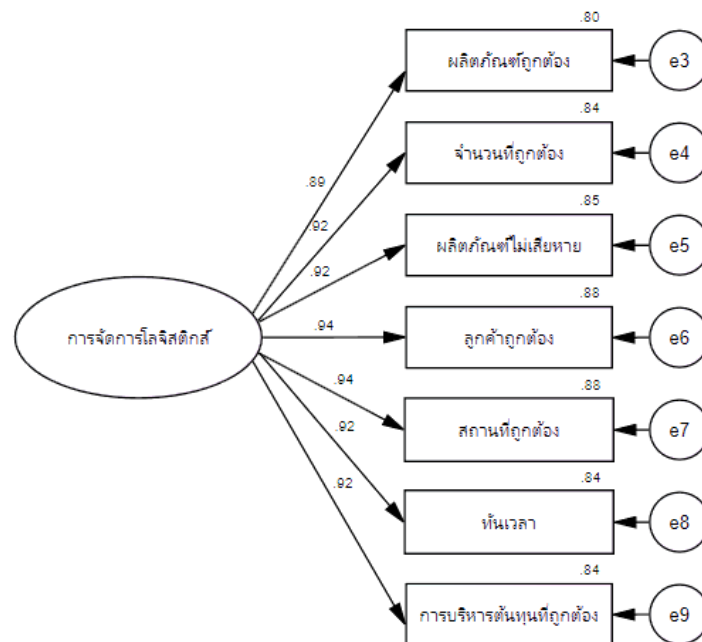 .80
ผลิตภัณฑ์ถูกต้อง
e3
.84
จำนวนที่ถูกต้อง
e4
.89
.92
.85
ผลิตภัณฑ์ไม่เสียหาย
e5
.92
.88
การจัดการโลจิสติกส์
.94
ลูกค้าถูกต้อง
e6
.88
.94
สถานที่ถูกต้อง
e7
.92
.84
ทันเวลา
e8
.92
.84
การบริหารต้นทุนที่ถูกต้อง
e9